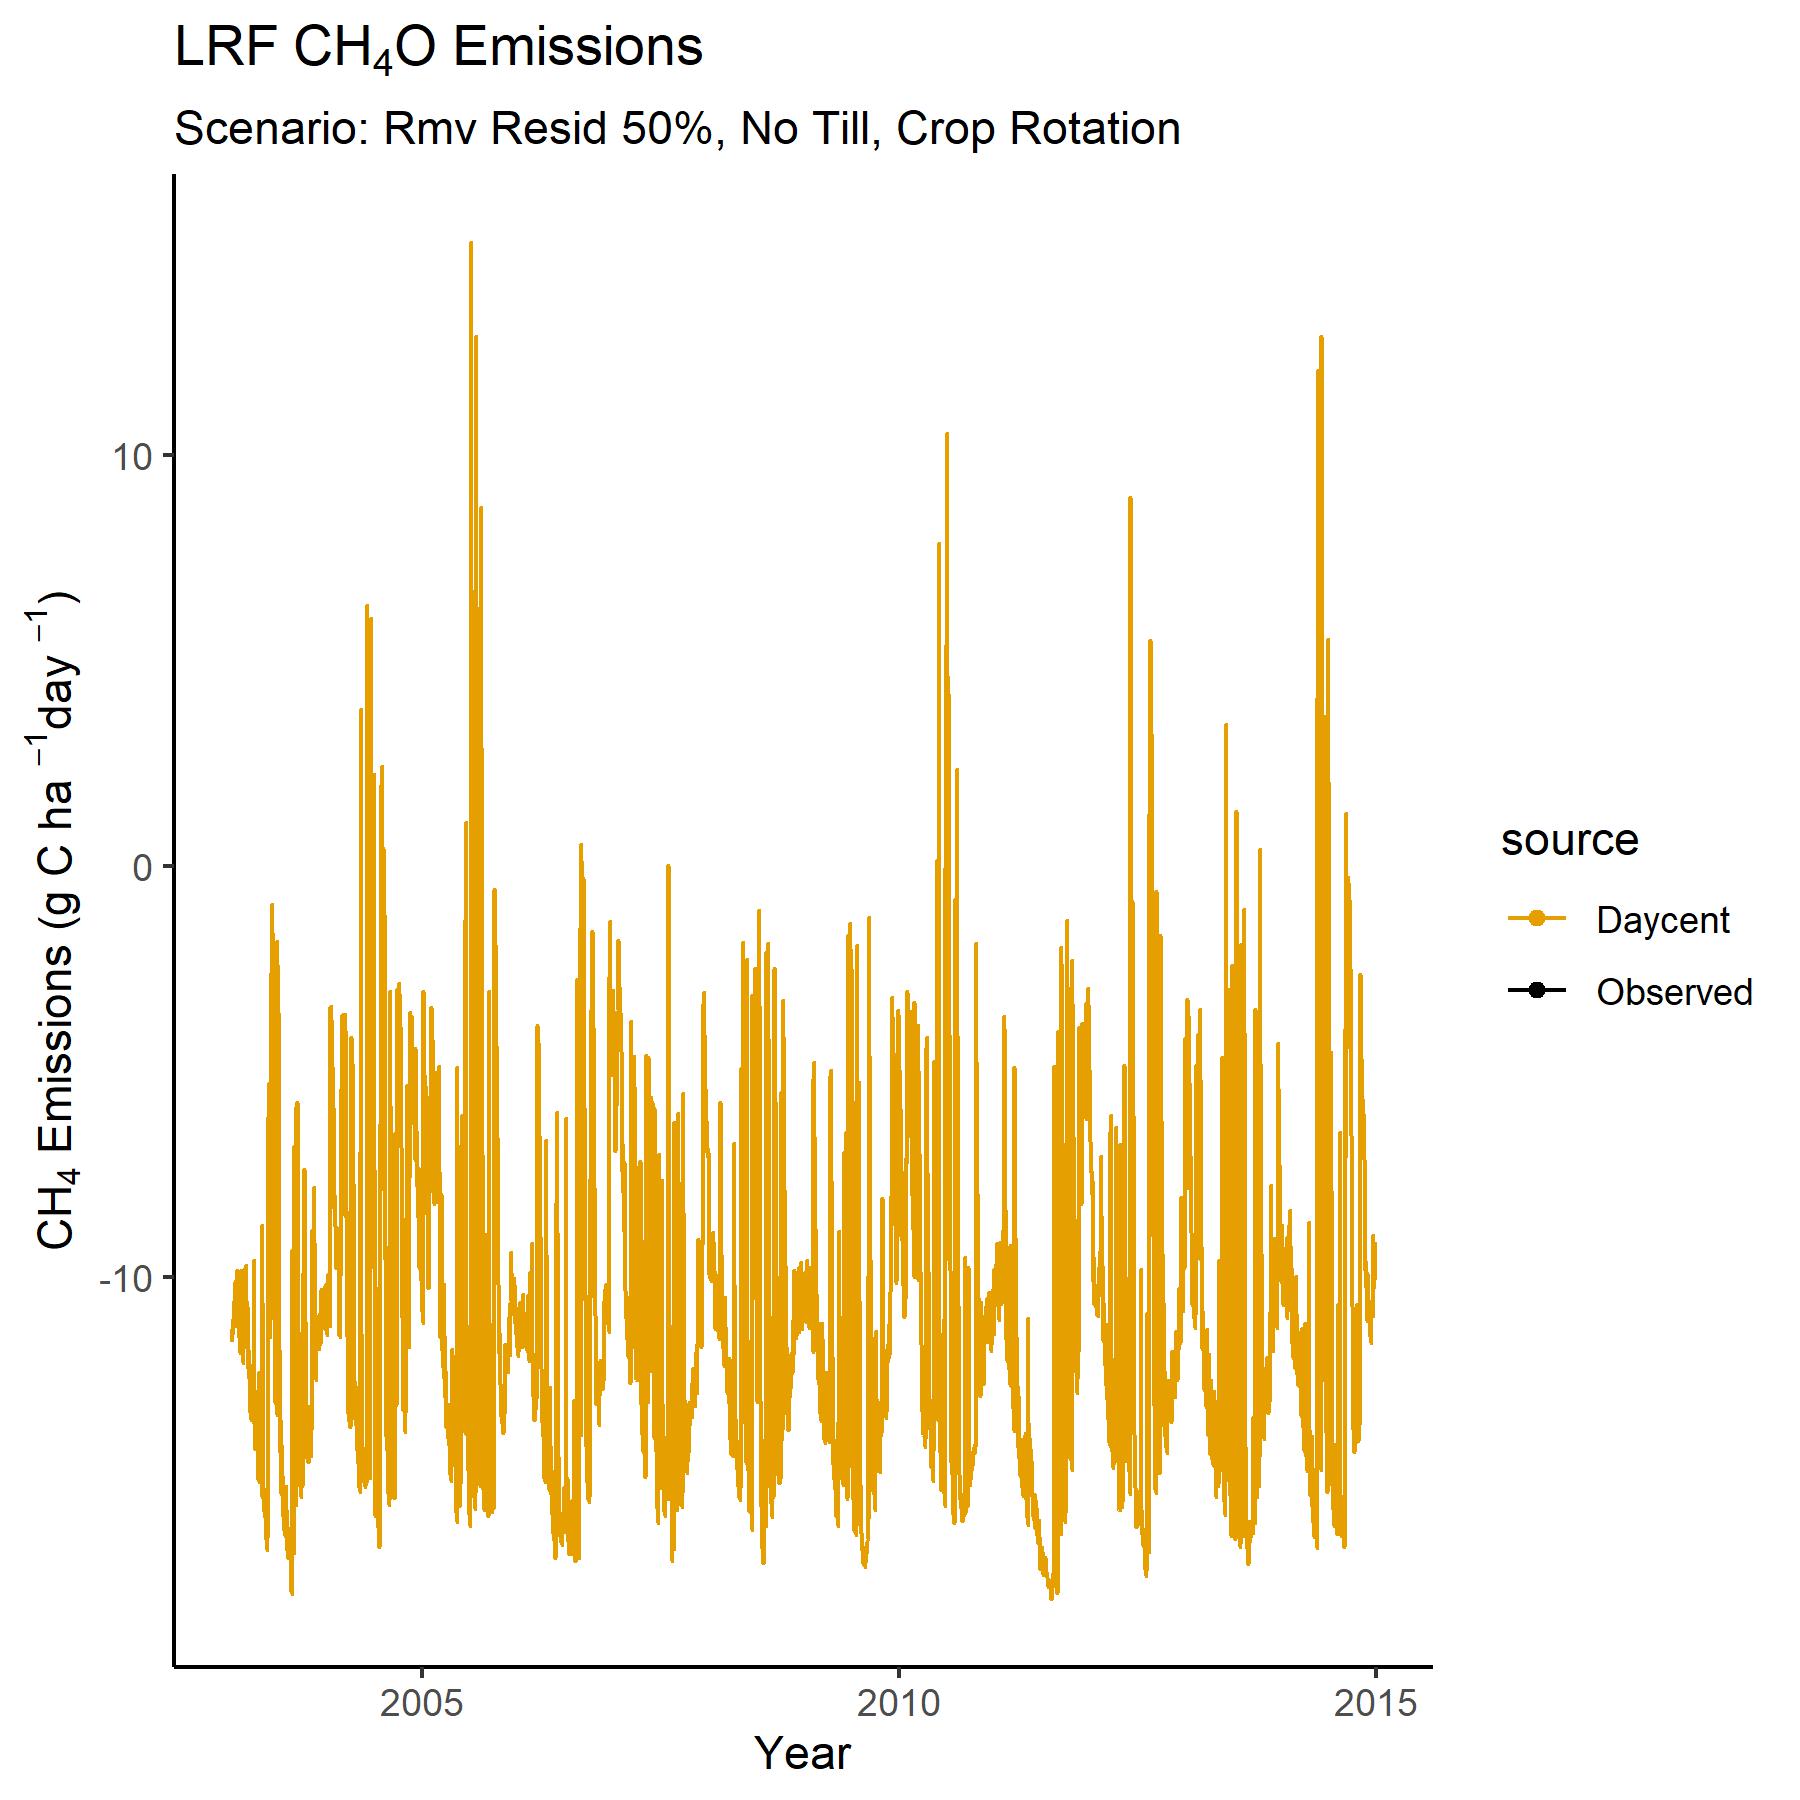 LRF CH₄O Emissions
Scenario: Rmv Resid 50%, No Till, Crop Rotation
CH₄ Emissions (g C ha ⁻¹day ⁻¹)
10
0
-10
2005 2010 2015
Year
source
Daycent
Observed